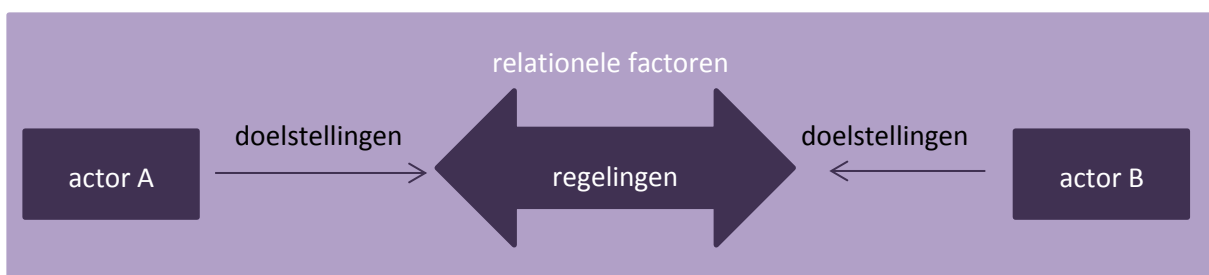 relationele factoren
doelstellingen
doelstellingen
actor A
regelingen
actor B